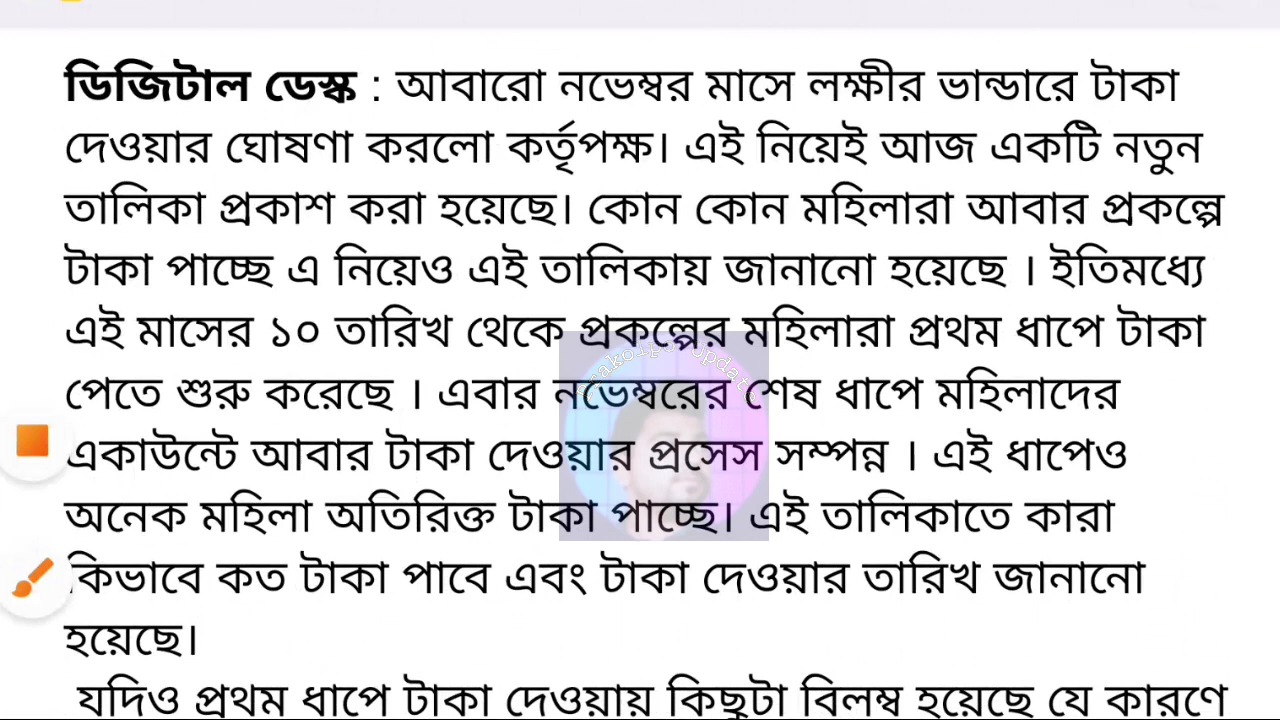 ডিজিটাল ডেস্ক : আবারো নভেম্বর মাসে লক্ষীর ভান্ডারে টাকা
দেওয়ার ঘোষণা করলো কর্তৃপক্ষ। এই নিয়েই আজ একটি নতুন
তালিকা প্রকাশ করা হয়েছে। কোন কোন মহিলারা আবার প্রকল্পে
টাকা পাচ্ছে এ নিয়েও এই তালিকায় জানানো হয়েছে । ইতিমধ্যে
এই মাসের ১০ তারিখ থেকে প্রকল্পের মহিলারা প্রথম ধাপে টাকা
পেতে শুরু করেছে । এবার নভেম্বরের শেষ ধাপে মহিলাদের
একাউন্টে আবার টাকা দেওয়ার প্রসেস সম্পন্ন । এই ধাপেও
অনেক মহিলা অতিরিক্ত টাকা পাচ্ছে। এই তালিকাতে কারা
কিভাবে কত টাকা পাবে এবং টাকা দেওয়ার তারিখ জানানো
হয়েছে।
যদিও প্রথম ধাপে টাকা দেওয়ায় কিছুটা বিলম্ব হয়েছে যে কারণে